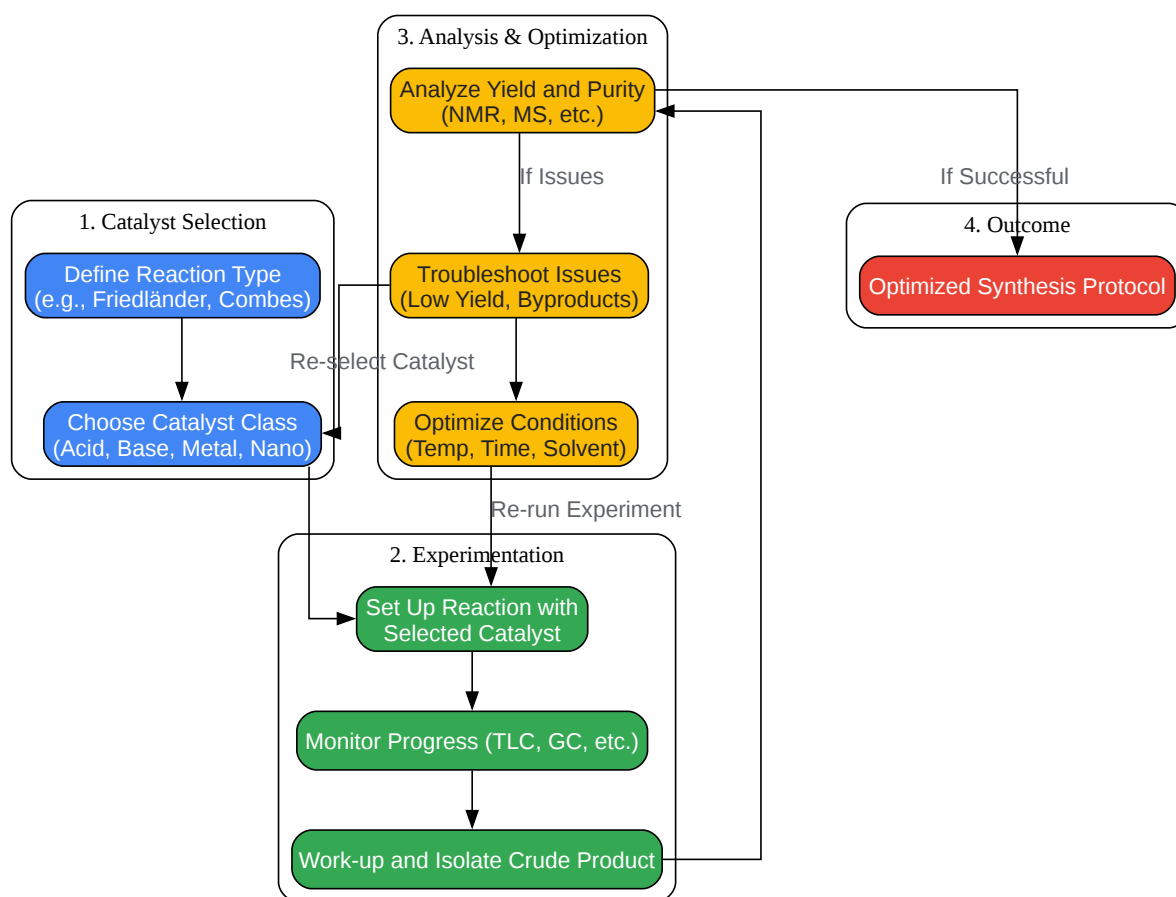 3. Analysis & Optimization
Analyze Yield and Purity
(NMR, MS, etc.)
If Issues
If Successful
1. Catalyst Selection
4. Outcome
Define Reaction Type
(e.g., Friedländer, Combes)
Troubleshoot Issues
(Low Yield, Byproducts)
Optimized Synthesis Protocol
Re-select Catalyst
Choose Catalyst Class
(Acid, Base, Metal, Nano)
Optimize Conditions
(Temp, Time, Solvent)
Re-run Experiment
2. Experimentation
Set Up Reaction with
Selected Catalyst
Monitor Progress (TLC, GC, etc.)
Work-up and Isolate Crude Product